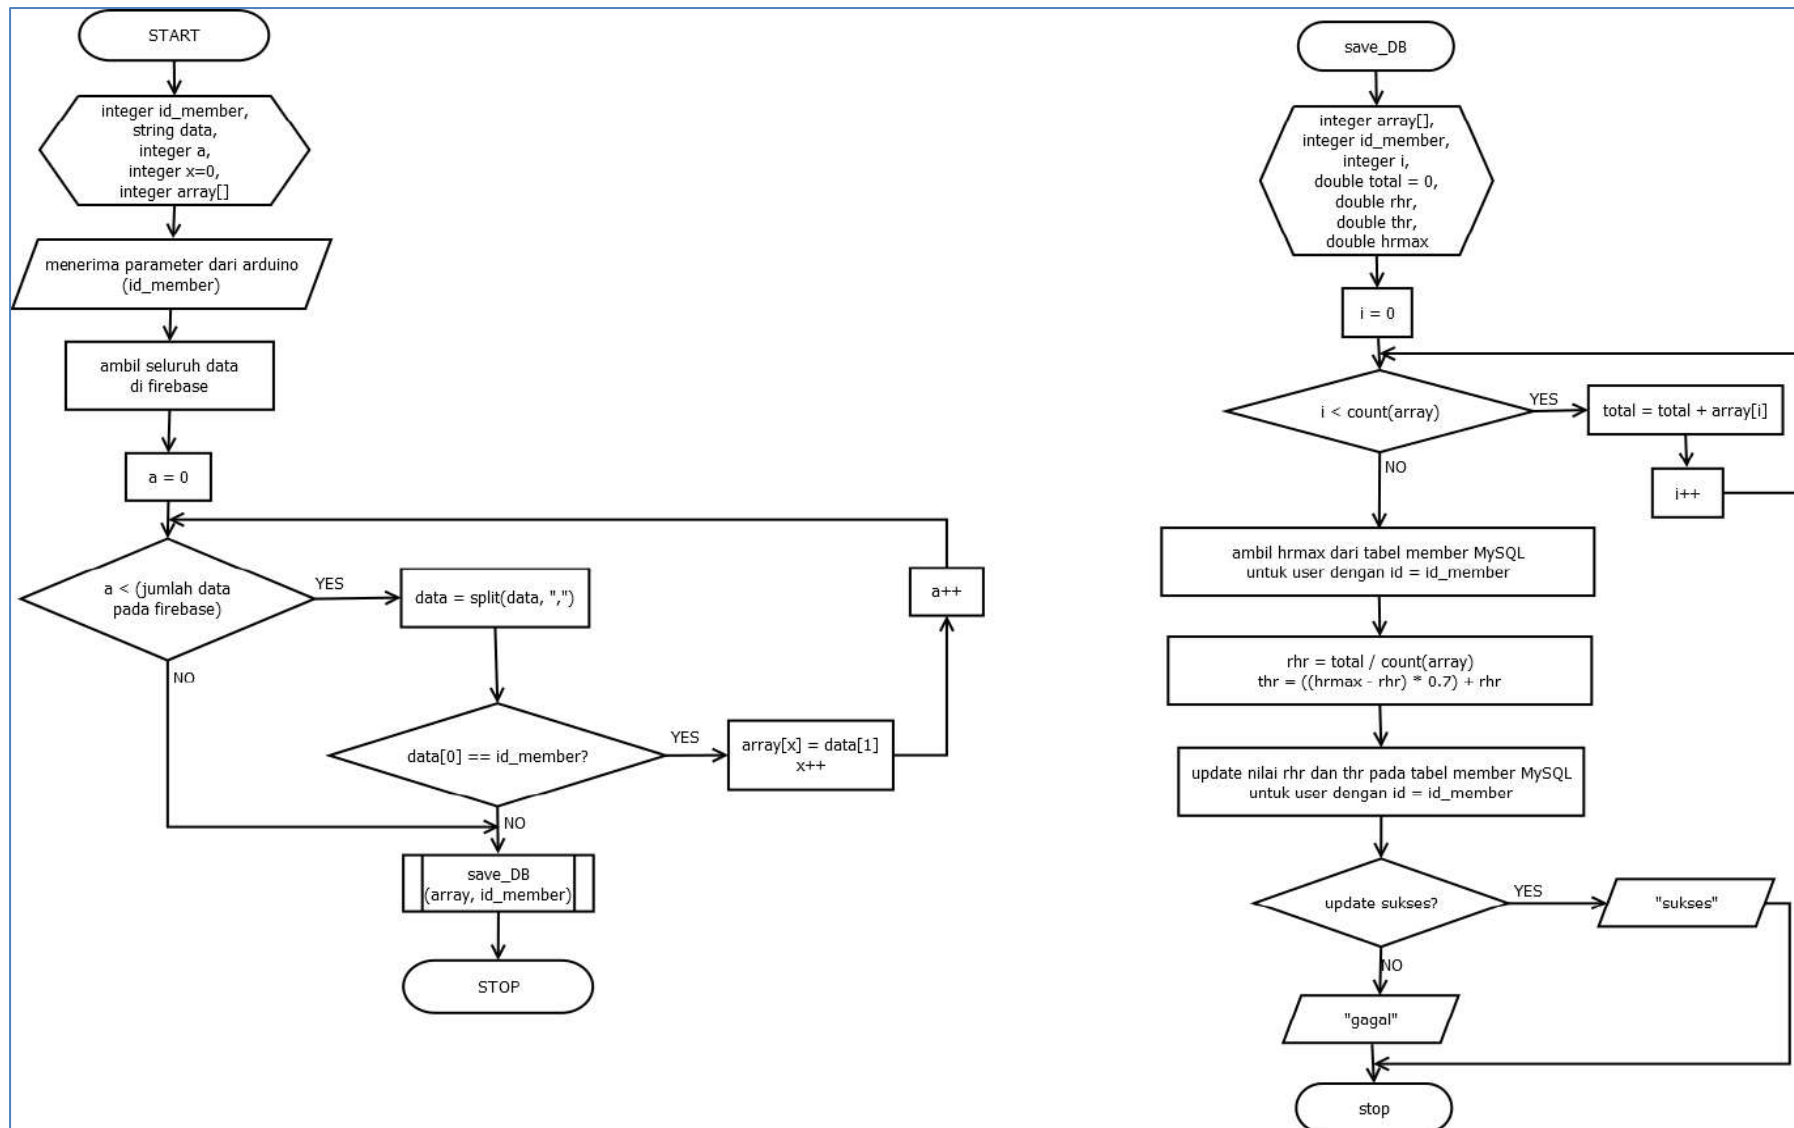 START
integer id_member,
string data,
integer a,
integer x=0,
integer array[]
menerima parameter dari arduino
(id_member)
ambil seluruh data
di firebase
a = 0
a < (jumlah data
pada firebase)
YES
NO
data = split(data, ",")
a++
data[0] == id_member?
YES
NO
array[x] = data[1]
x++
save_DB
(array, id_member)
STOP
save_DB
integer array[],
integer id_member,
integer i,
double total = 0,
double rhr,
double thr,
double hrmax
i = 0
i < count(array)
YES
NO
total = total + array[i]
i++
ambil hrmax dari tabel member MySQL
untuk user dengan id = id_member
rhr = total / count(array)
thr = ((hrmax - rhr) * 0.7) + rhr
update nilai rhr dan thr pada tabel member MySQL
untuk user dengan id = id_member
update sukses?
YES
NO
"sukses"
"gagal"
stop